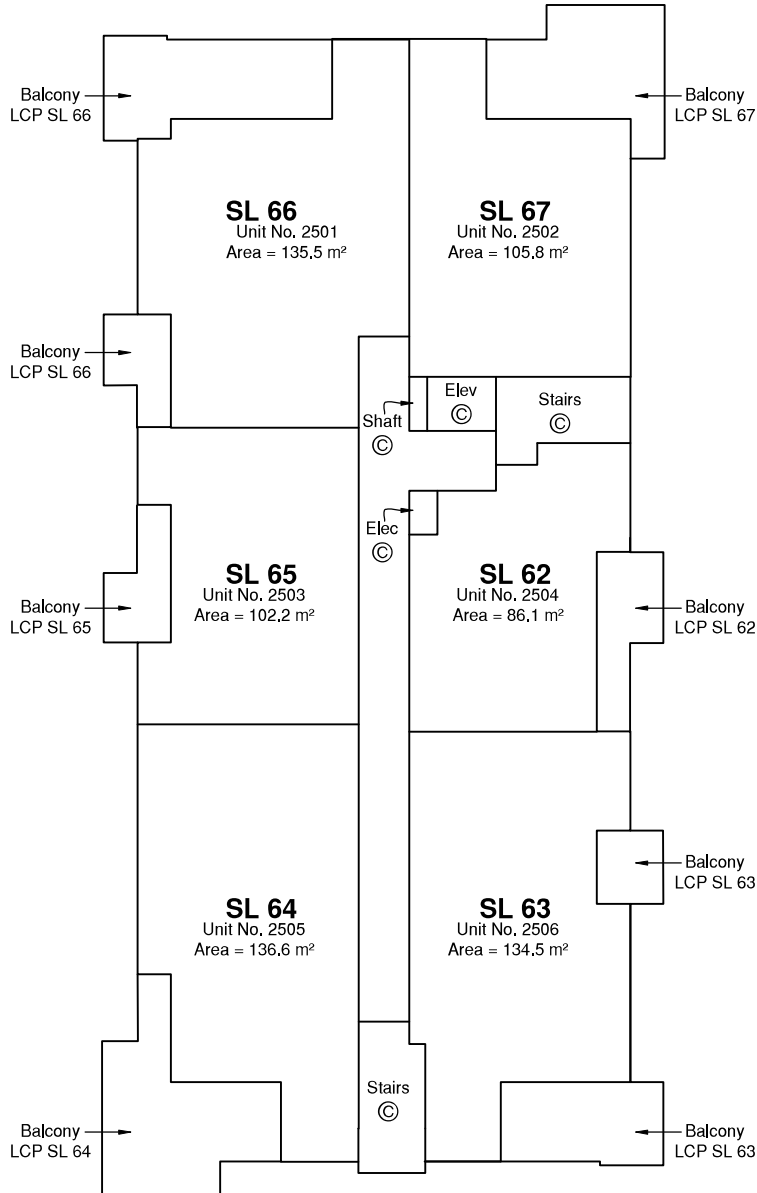 Balcony
LCP SL 66
Balcony
LCP SL 67
SL 66
Unit No. 2501
Area = 135.5 m²
SL 67
Unit No. 2502
Area = 105.8 m²
Balcony
LCP SL 66
Elev
©
Stairs
©
Shaft
©
Elec
©
SL 65
Unit No. 2503
Area = 102.2 m²
SL 62
Unit No. 2504
Area = 86.1 m²
Balcony
LCP SL 65
Balcony
LCP SL 62
Balcony
LCP SL 63
SL 64
Unit No. 2505
Area = 136.6 m²
SL 63
Unit No. 2506
Area = 134.5 m²
Stairs
©
Balcony
LCP SL 64
Balcony
LCP SL 63